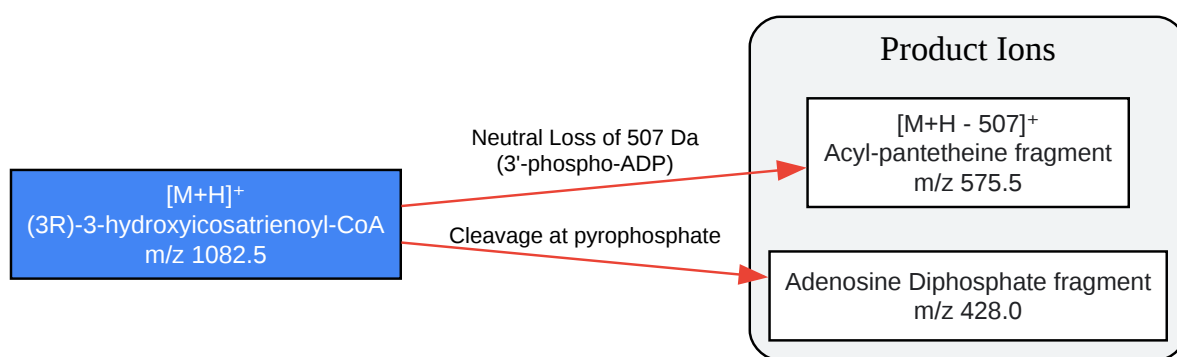 Product Ions
Neutral Loss of 507 Da
(3'-phospho-ADP)
[M+H - 507]⁺
Acyl-pantetheine fragment
m/z 575.5
[M+H]⁺
(3R)-3-hydroxyicosatrienoyl-CoA
m/z 1082.5
Cleavage at pyrophosphate
Adenosine Diphosphate fragment
m/z 428.0